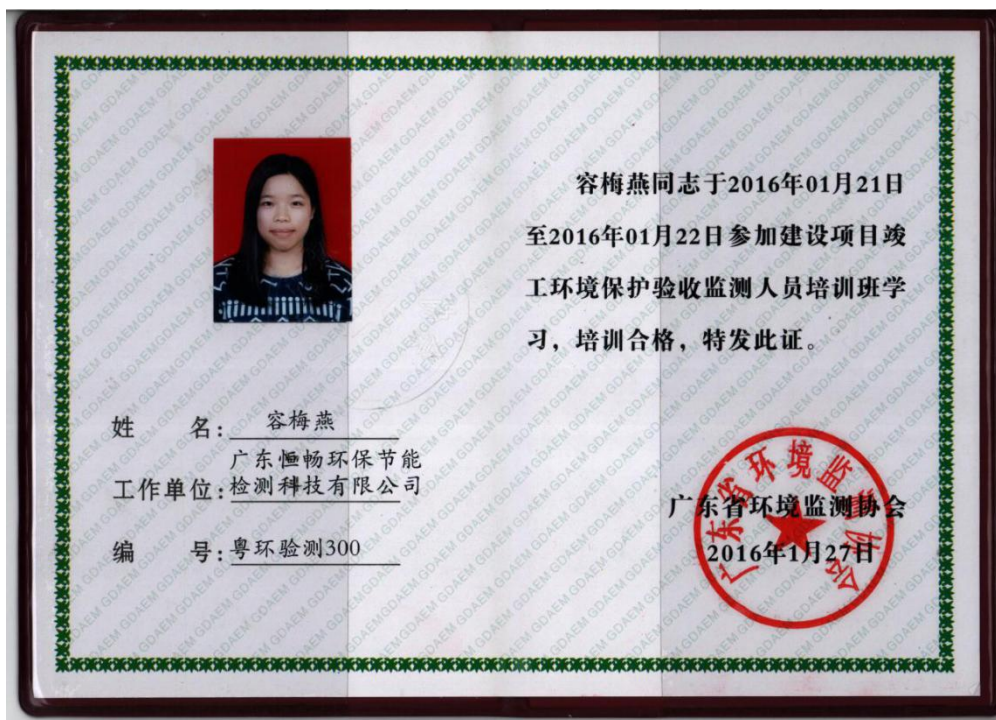 姓 名:容梅燕
工作单位:广东恒畅环保节能
检测科技有限公司
编 号:粤环验测300
容梅燕同志于2016年01月21日
至2016年01月22日参加建设项目竣
工环境保护验收监测人员培训班学
习,培训合格,特发此证。
广东省环境监测协会
2016年1月27日
广东省环境监测协会
GDAEM